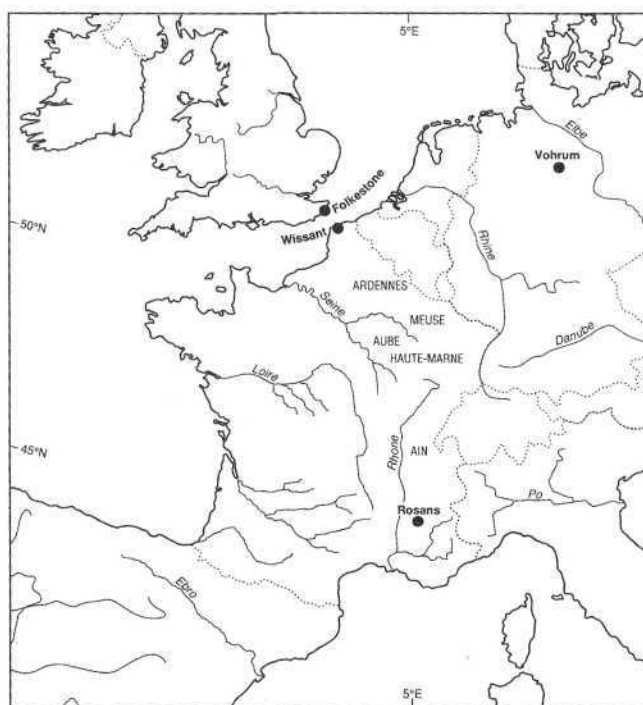 5°E
Elbe
Vohrum
Folkestone
50°N
Wissant
Rhine
ARDENNES
Seine
MEUSE
AUBE
Danube
HAUTE-MARNE
Loire
45°N
Rhone
AIN
Po
Rosans
Ebro
5°E